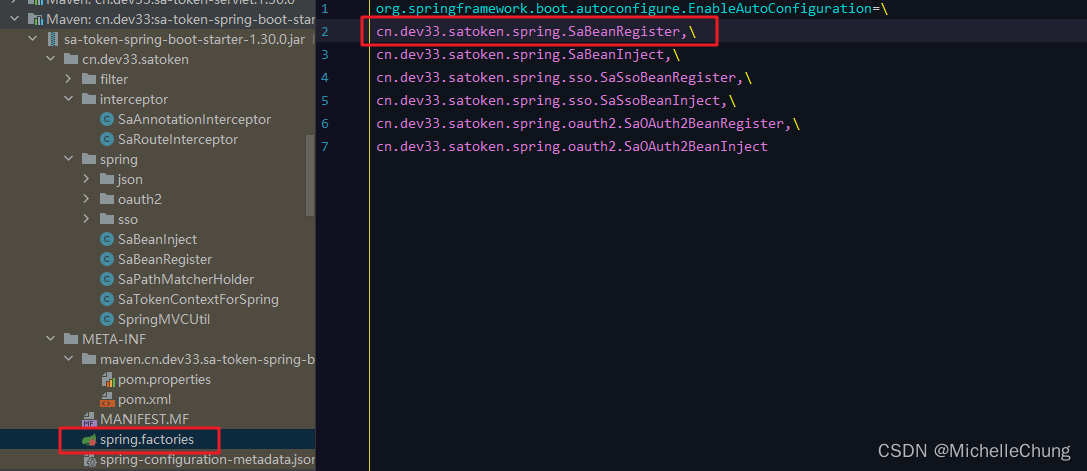 Maven: cn.dev33:sa-token-servlet:1.30.0
Maven: cn.dev33:sa-token-spring-boot-star
sa-token-spring-boot-starter-1.30.0.jar
cn.dev33.satoken
filter
interceptor
SaAnnotationInterceptor
SaRouteInterceptor
spring
json
oauth2
sso
SaBeanInject
SaBeanRegister
SaPathMatcherHolder
SaTokenContextForSpring
SpringMVCUtil
META-INF
maven.cn.dev33.sa-token-spring-b
pom.properties
pom.xml
MANIFEST.MF
spring.factories
spring-configuration-metadata.json
1 org.springframework.boot.autoconfigure.EnableAutoConfiguration=\
2 cn.dev33.satoken.spring.SaBeanRegister,\
3 cn.dev33.satoken.spring.SaBeanInject,\
4 cn.dev33.satoken.spring.sso.SaSsoBeanRegister,\
5 cn.dev33.satoken.spring.sso.SaSsoBeanInject,\
6 cn.dev33.satoken.spring.oauth2.SaOAuth2BeanRegister,\
7 cn.dev33.satoken.spring.oauth2.SaOAuth2BeanInject
CSDN @MichelleChung